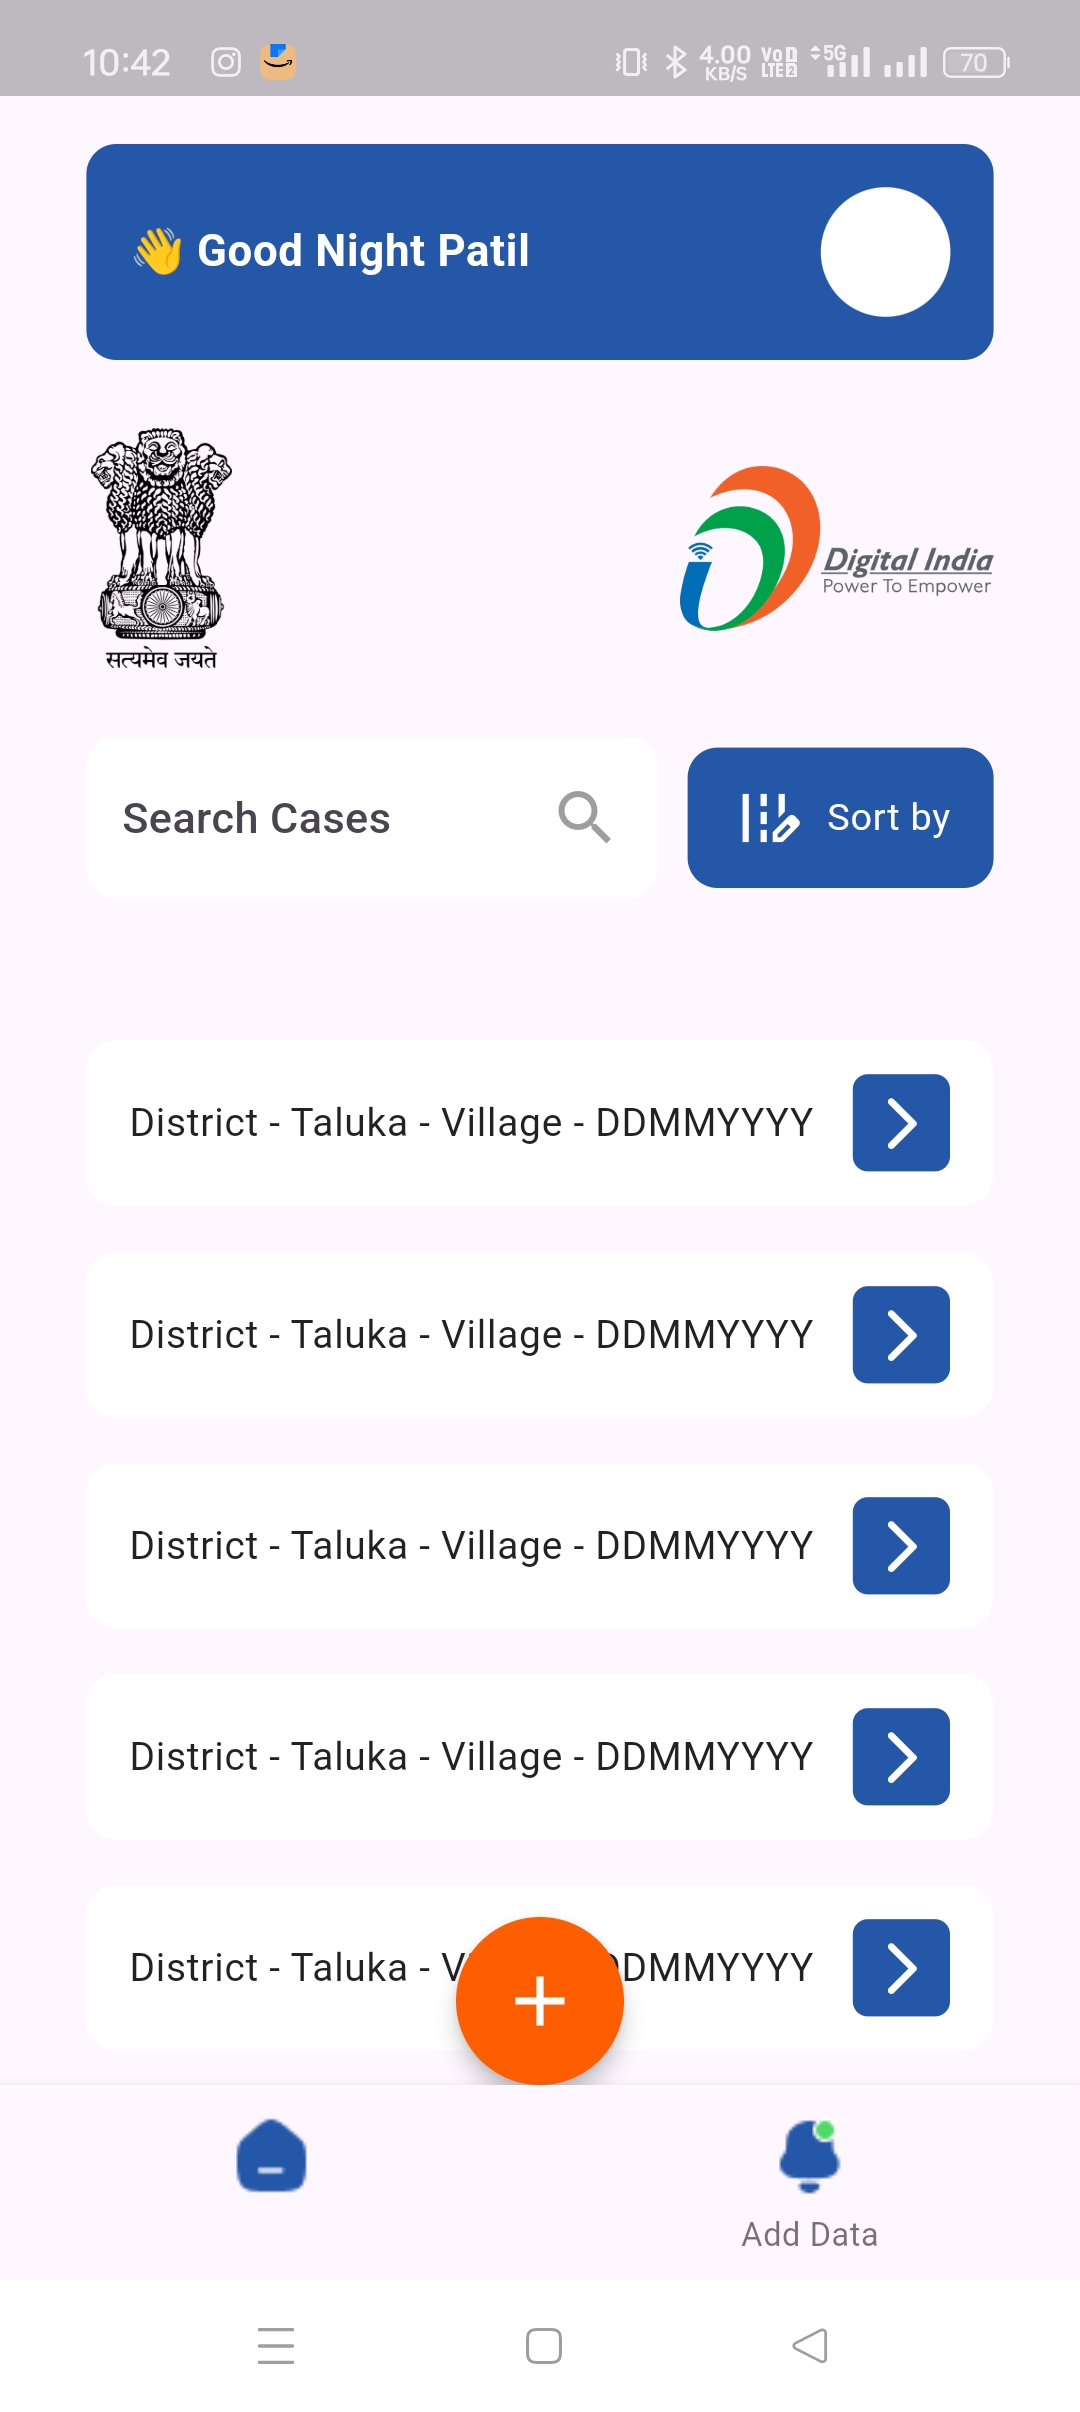 10:42 4.00 KB/S Vo 1 LTE 2 5G 70
👋 Good Night Patil
सत्यमेव जयते
Digital India
Power To Empower
Search Cases
Sort by
District - Taluka - Village - DDMMYYYY
District - Taluka - Village - DDMMYYYY
District - Taluka - Village - DDMMYYYY
District - Taluka - Village - DDMMYYYY
District - Taluka - V DDMMYYYY
Add Data